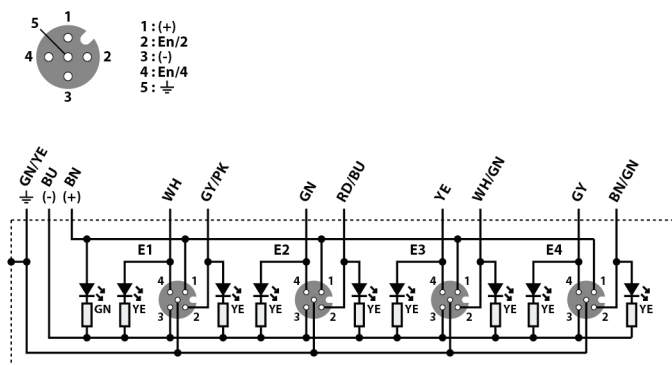 1
5
4 2
3
1 : (+)
2 : En/2
3 : (-)
4 : En/4
5 : ⏚
GN/YE BU BN WH GY/PK GN RD/BU YE WH/GN GY BN/GN
⏚ (-) (+)
E1 E2 E3 E4
4 1 4 1 4 1 4 1
GN YE YE YE YE YE YE YE YE
3 2 3 2 3 2 3 2